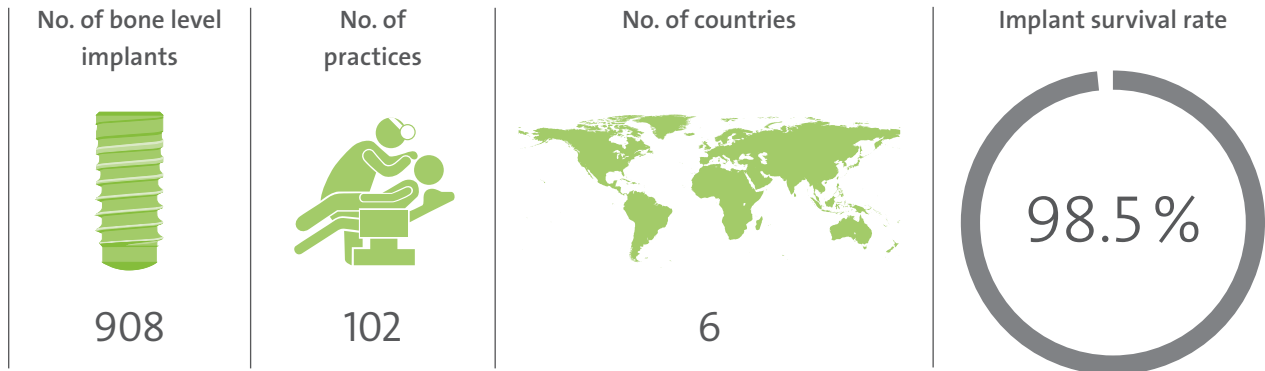 No. of bone level
implants
908
No. of
practices
102
No. of countries
6
Implant survival rate
98.5 %